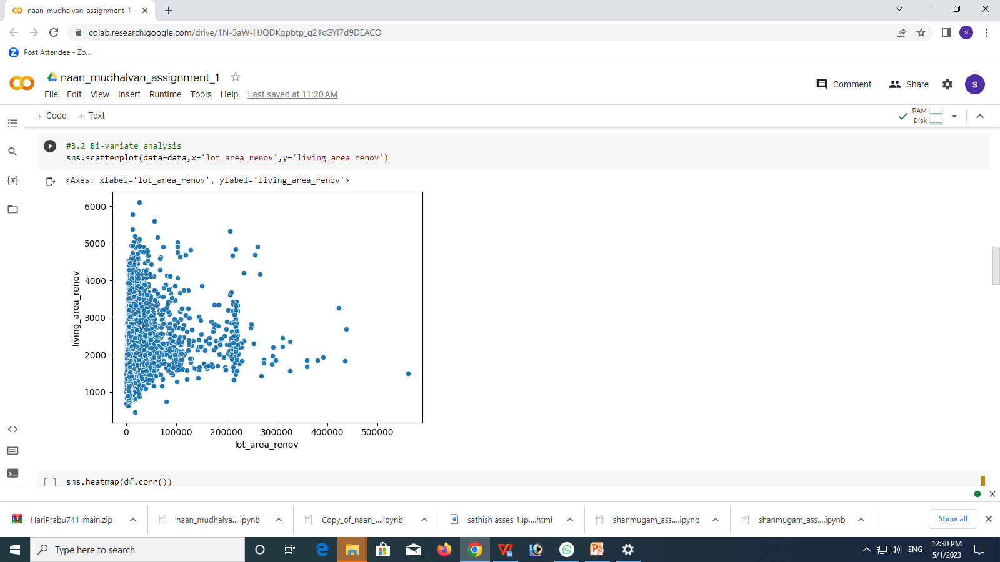 naan_mudhalvan_assignment_1 -
colab.research.google.com/drive/1N-3aW-HJQDKgpbtp_g21cGYI7d9DEACO
S
Post Attendee - Zo...
naan_mudhalvan_assignment_1
Comment
Share
S
File Edit View Insert Runtime Tools Help Last saved at 11:20 AM
+ Code + Text
RAM
Disk
#3.2 Bi-variate analysis
sns.scatterplot(data=data,x='lot_area_renov',y='living_area_renov')
{x}
<Axes: xlabel='lot_area_renov', ylabel='living_area_renov'>
6000
5000
4000
3000
2000
1000
living_area_renov
0 100000 200000 300000 400000 500000
lot_area_renov
[ ] sns.heatmap(df.corr())
HariPrabu741-main.zip
naan_mudhalva....ipynb
Copy_of_naan_....ipynb
sathish asses 1.ip....html
shanmugam_ass....ipynb
shanmugam_ass....ipynb
Show all
Type here to search
ENG
12:30 PM
5/1/2023